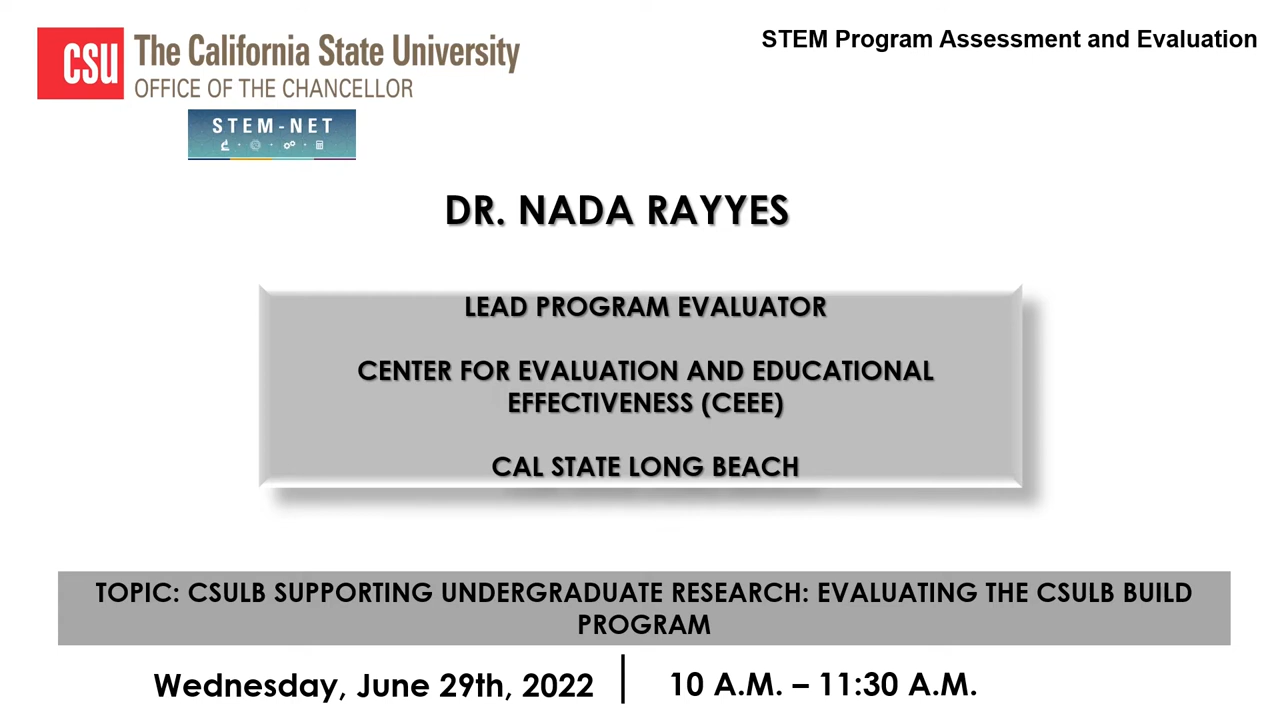 CSU
The California State University
OFFICE OF THE CHANCELLOR
STEM-NET
STEM Program Assessment and Evaluation
DR. NADA RAYYES
LEAD PROGRAM EVALUATOR
CENTER FOR EVALUATION AND EDUCATIONAL
EFFECTIVENESS (CEEE)
CAL STATE LONG BEACH
TOPIC: CSULB SUPPORTING UNDERGRADUATE RESEARCH: EVALUATING THE CSULB BUILD
PROGRAM
Wednesday, June 29th, 2022
10 A.M. – 11:30 A.M.